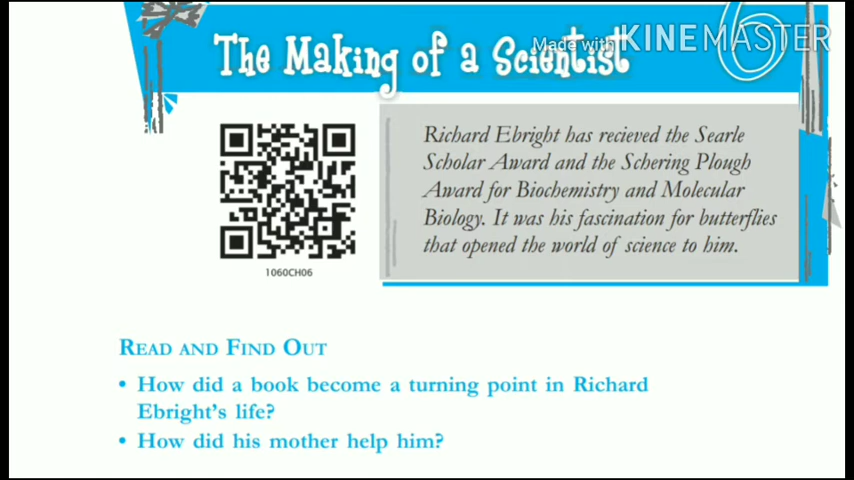 The Making of a Scientist
Made with KINEMASTER
6
Richard Ebright has recieved the Searle
Scholar Award and the Schering Plough
Award for Biochemistry and Molecular
Biology. It was his fascination for butterflies
that opened the world of science to him.
1060CH06
READ AND FIND OUT
• How did a book become a turning point in Richard
Ebright's life?
• How did his mother help him?